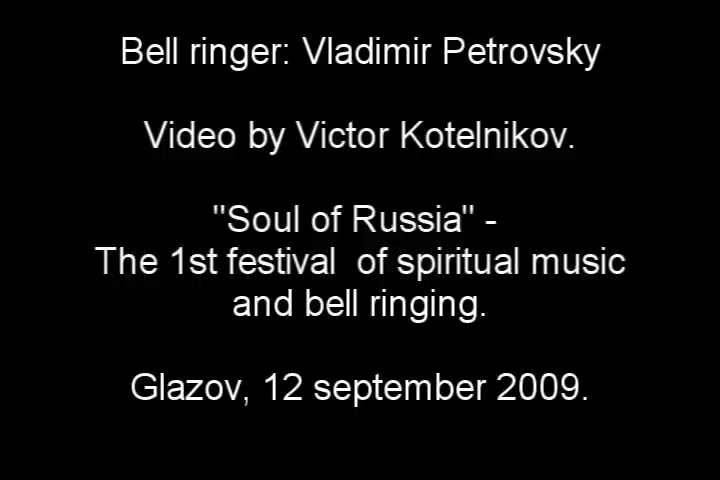 Bell ringer: Vladimir Petrovsky
Video by Victor Kotelnikov.
"Soul of Russia" -
The 1st festival  of spiritual music
and bell ringing.
Glazov, 12 september 2009.